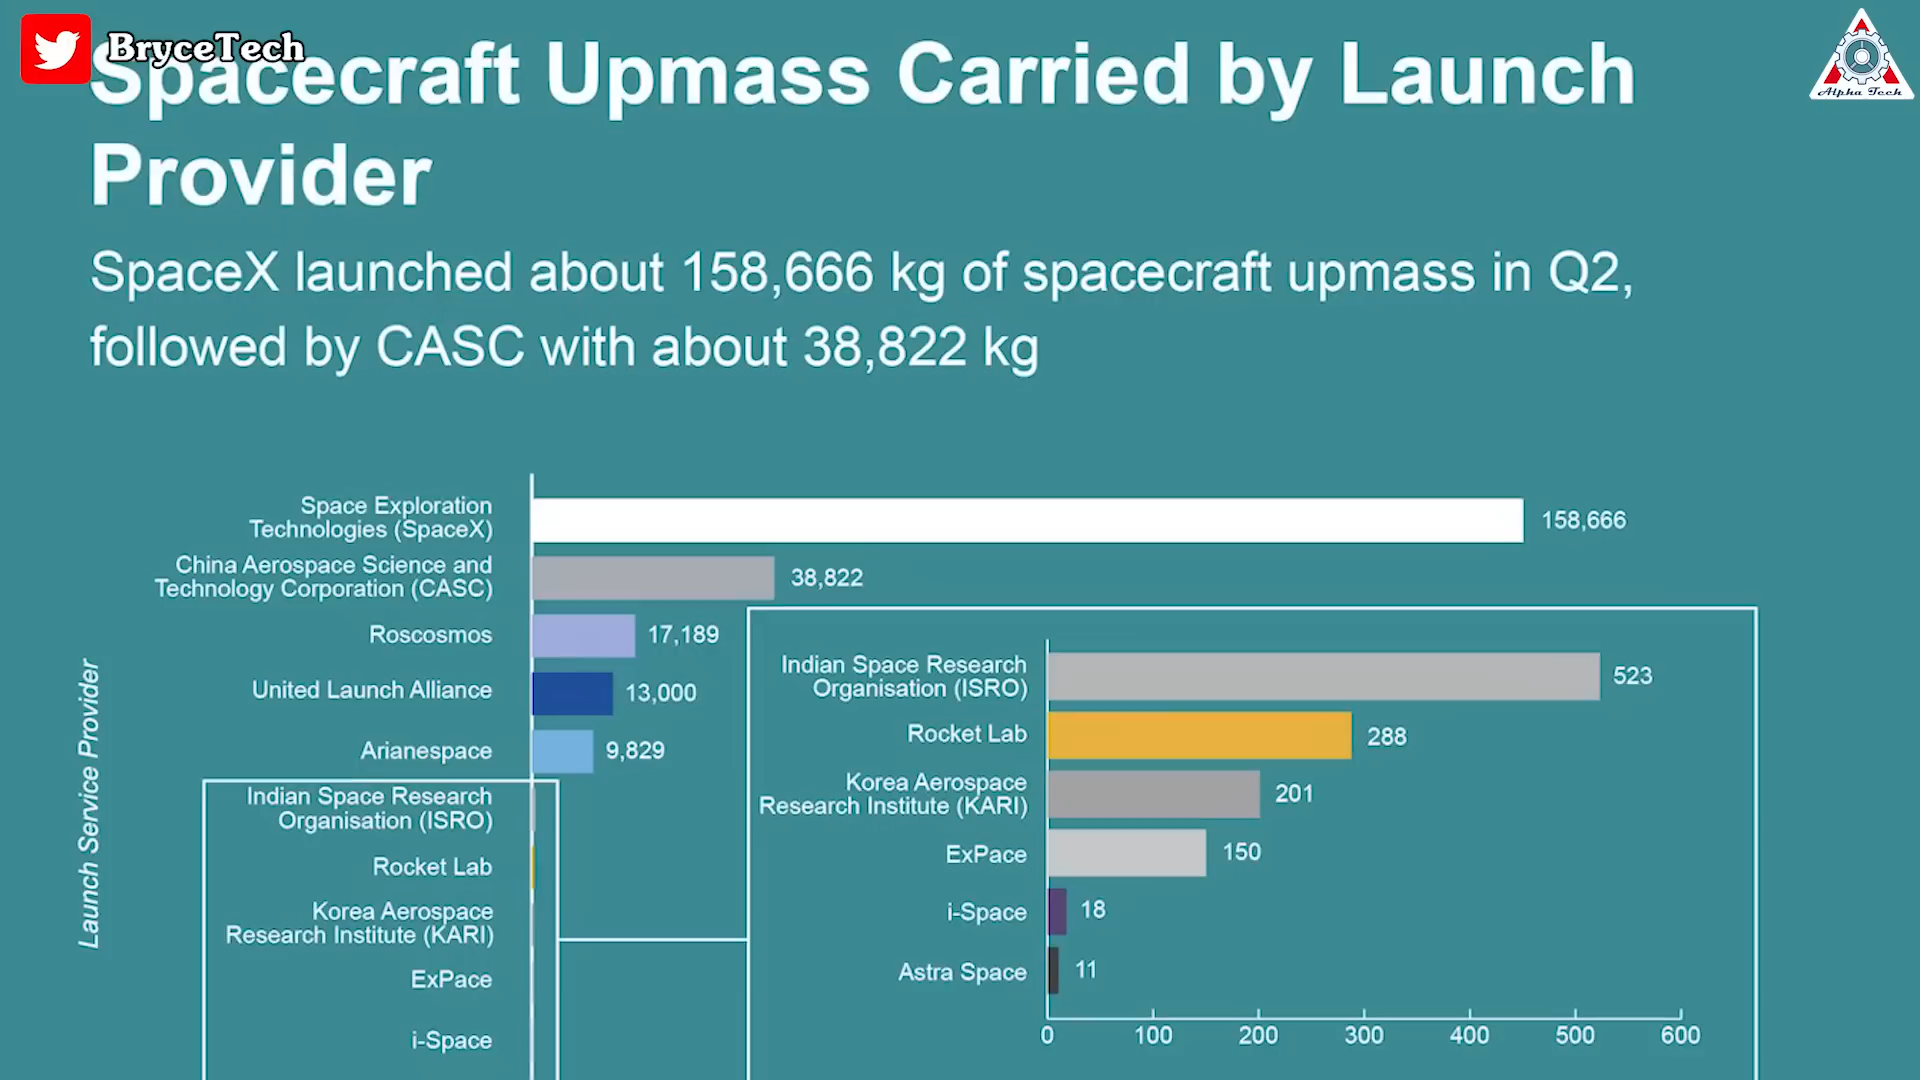 BryceTech
Alpha Tech
Spacecraft Upmass Carried by Launch
Provider
SpaceX launched about 158,666 kg of spacecraft upmass in Q2,
followed by CASC with about 38,822 kg
Launch Service Provider
Space Exploration
Technologies (SpaceX)
158,666
China Aerospace Science and
Technology Corporation (CASC)
38,822
Roscosmos
17,189
United Launch Alliance
13,000
Arianespace
9,829
Indian Space Research
Organisation (ISRO)
Rocket Lab
Korea Aerospace
Research Institute (KARI)
ExPace
i-Space
Indian Space Research
Organisation (ISRO)
523
Rocket Lab
288
Korea Aerospace
Research Institute (KARI)
201
ExPace
150
i-Space
18
Astra Space
11
0 100 200 300 400 500 600